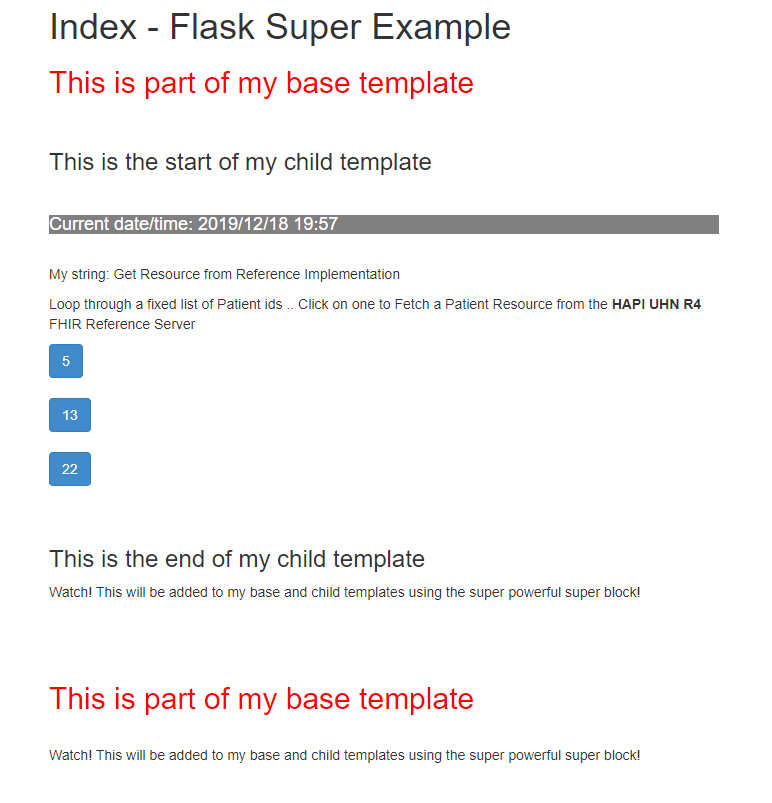 Index - Flask Super Example
This is part of my base template
This is the start of my child template
Current date/time: 2019/12/18 19:57
My string: Get Resource from Reference Implementation
Loop through a fixed list of Patient ids .. Click on one to Fetch a Patient Resource from the HAPI UHN R4
FHIR Reference Server
5
13
22
This is the end of my child template
Watch! This will be added to my base and child templates using the super powerful super block!
This is part of my base template
Watch! This will be added to my base and child templates using the super powerful super block!